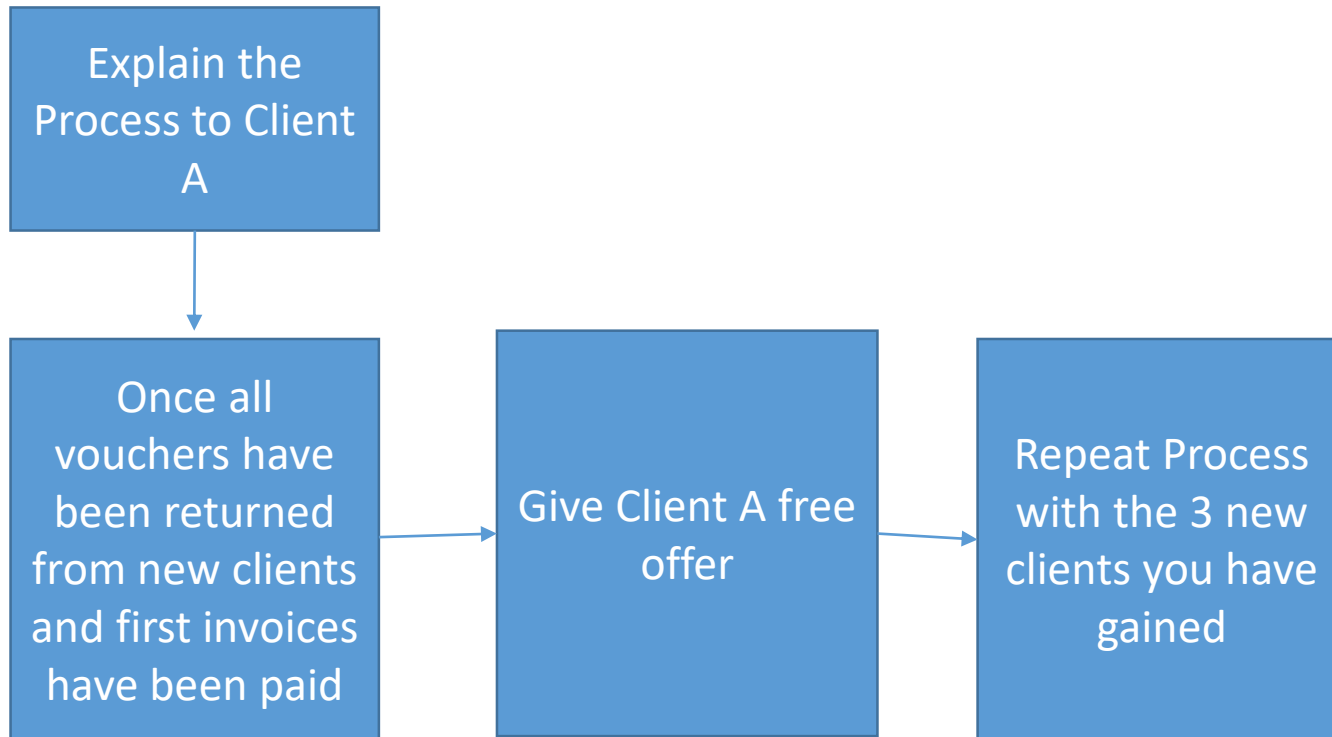 Explain the
Process to Client
A
Once all
vouchers have
been returned
from new clients
and first invoices
have been paid
Give Client A free
offer
Repeat Process
with the 3 new
clients you have
gained